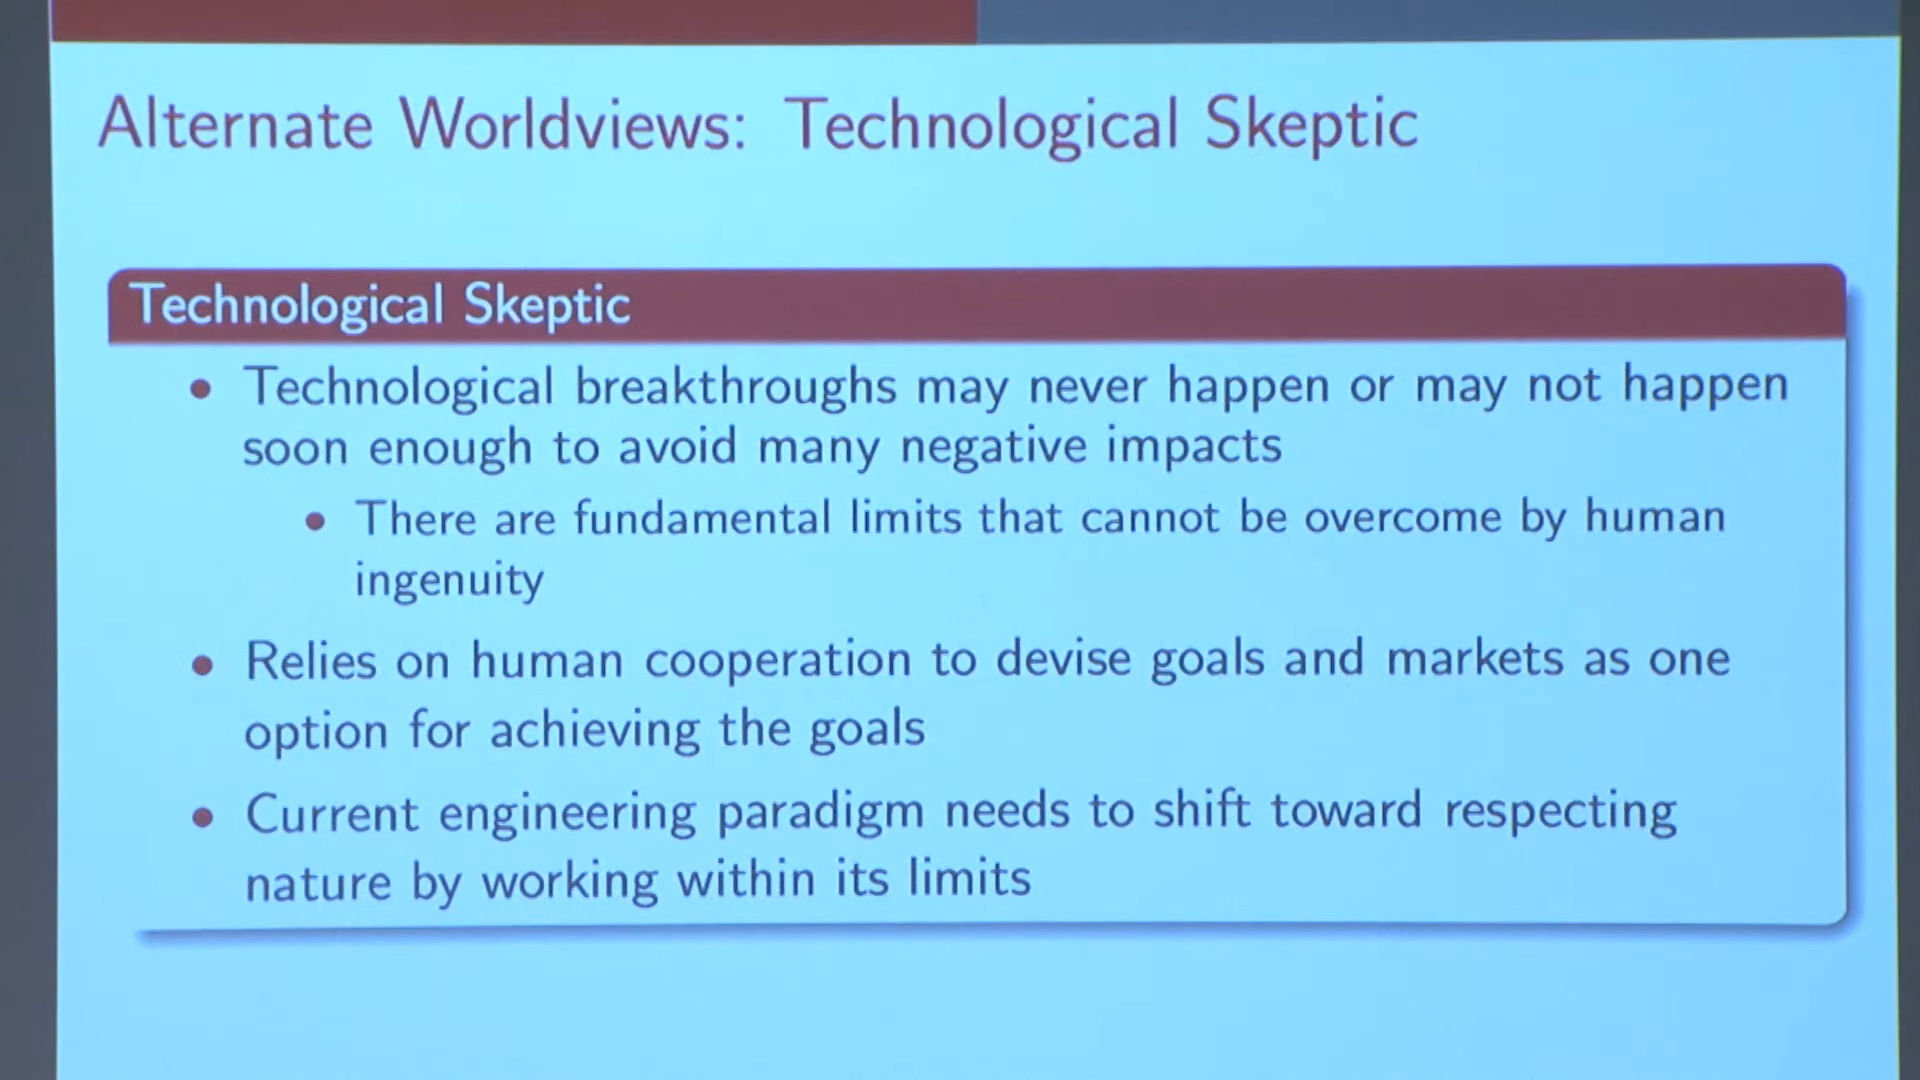 Alternate Worldviews: Technological Skeptic
Technological Skeptic
• Technological breakthroughs may never happen or may not happen
soon enough to avoid many negative impacts
• There are fundamental limits that cannot be overcome by human
ingenuity
• Relies on human cooperation to devise goals and markets as one
option for achieving the goals
• Current engineering paradigm needs to shift toward respecting
nature by working within its limits